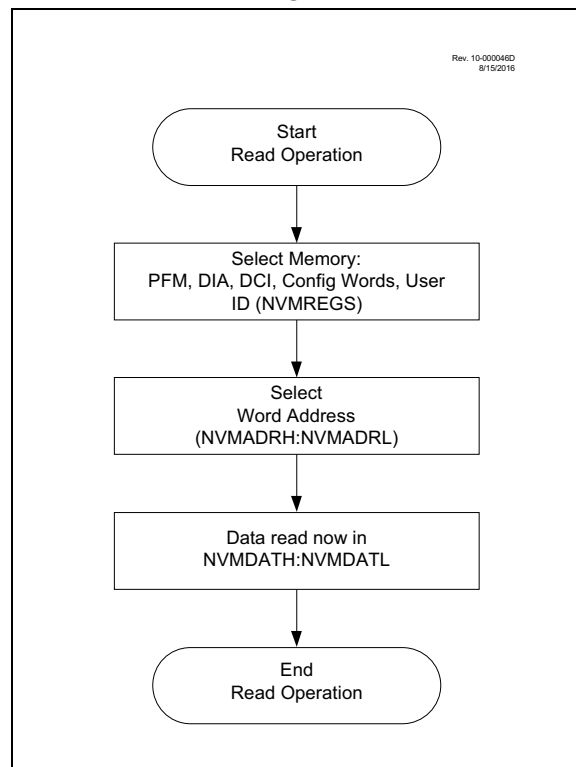 Rev. 10-000046D
8/15/2016
Start
Read Operation
Select Memory:
PFM, DIA, DCI, Config Words, User
ID (NVMREGS)
Select
Word Address
(NVMADRH:NVMADRL)
Data read now in
NVMDATH:NVMDATL
End
Read Operation